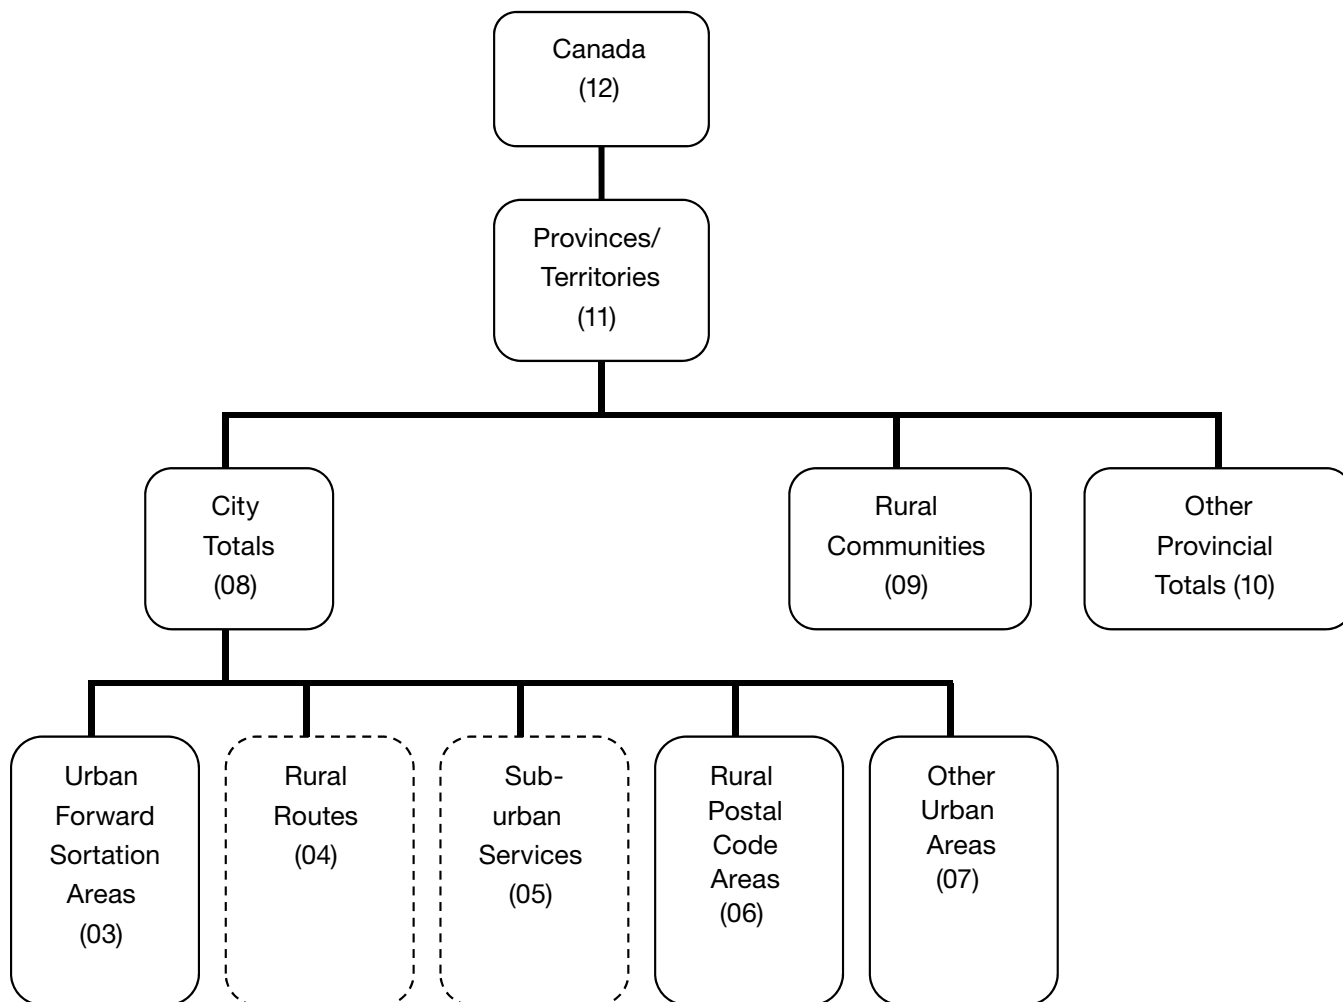 Canada
(12)
Provinces/
Territories
(11)
City
Totals
(08)
Rural
Communities
(09)
Other
Provincial
Totals (10)
Urban
Forward
Sortation
Areas
(03)
Rural
Routes
(04)
Sub-
urban
Services
(05)
Rural
Postal
Code
Areas
(06)
Other
Urban
Areas
(07)